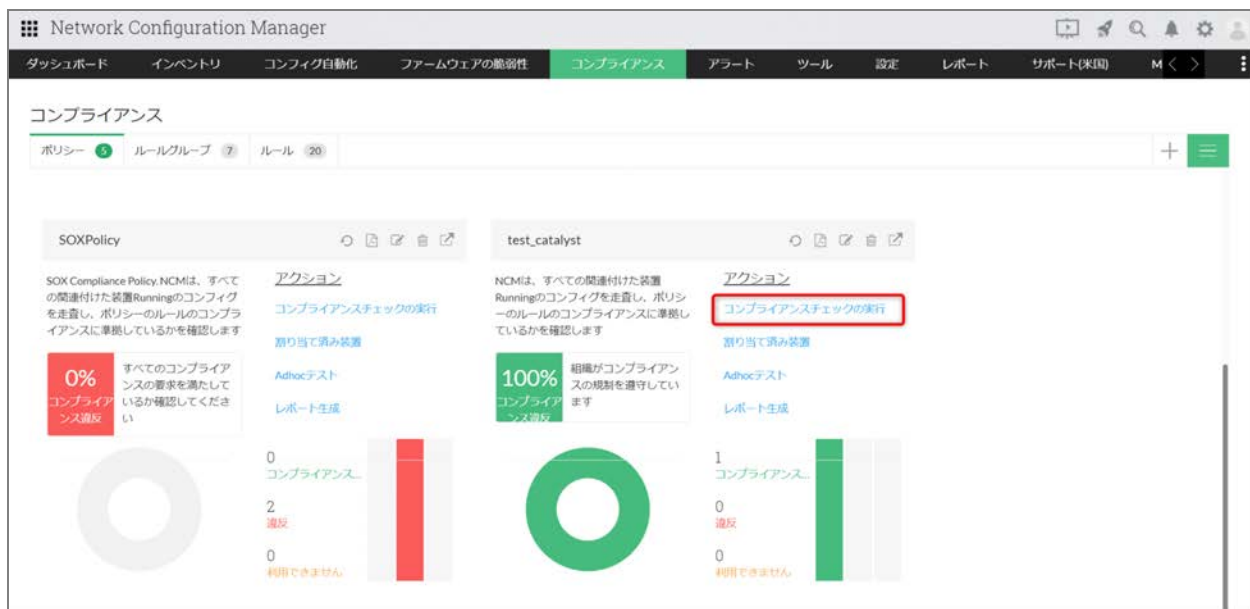 Network Configuration Manager
ダッシュボード インベントリ コンフィグ自動化 ファームウェアの脆弱性 コンプライアンス アラート ツール 設定 レポート サポート(米国) M
コンプライアンス
ポリシー 5 ルールグループ 7 ルール 20
SOXPolicy
SOX Compliance Policy. NCMは、すべて
の関連付けた装置Runningのコンフィグ
を走査し、ポリシーのルールのコンプラ
イアンスに準拠しているかを確認します
アクション
コンプライアンスチェックの実行
割り当て済み装置
Adhocテスト
レポート生成
0%
コンプライア
ンス違反
すべてのコンプライア
ンスの要求を満たして
いるか確認してくださ
い
0
コンプライアンス...
2
違反
0
利用できません
test_catalyst
NCMは、すべての関連付けた装置
Runningのコンフィグを走査し、ポリシ
ーのルールのコンプライアンスに準拠し
ているかを確認します
アクション
コンプライアンスチェックの実行
割り当て済み装置
Adhocテスト
レポート生成
100%
コンプライア
ンス違反
組織がコンプライアン
スの規制を遵守してい
ます
1
コンプライアンス...
0
違反
0
利用できません